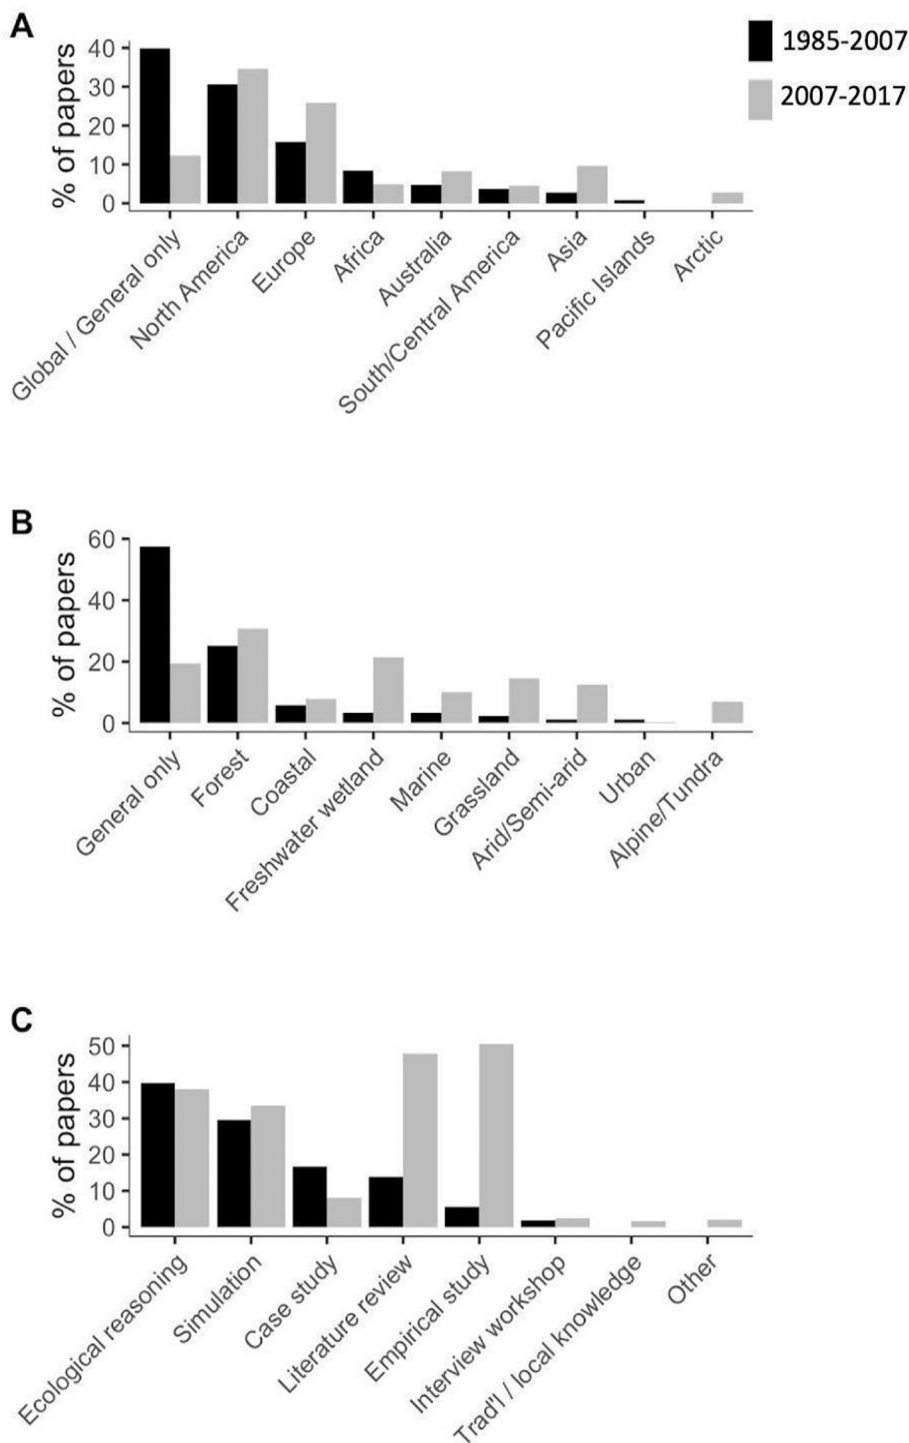 A
1985-2007
2007-2017
% of papers
40
30
20
10
0
Global / General only
North America
Europe
Africa
Australia
South/Central America
Asia
Pacific Islands
Arctic
B
% of papers
60
40
20
0
General only
Forest
Coastal
Freshwater wetland
Marine
Grassland
Arid/Semi-arid
Urban
Alpine/Tundra
C
% of papers
50
40
30
20
10
0
Ecological reasoning
Simulation
Case study
Literature review
Empirical study
Interview workshop
Trad'l / local knowledge
Other